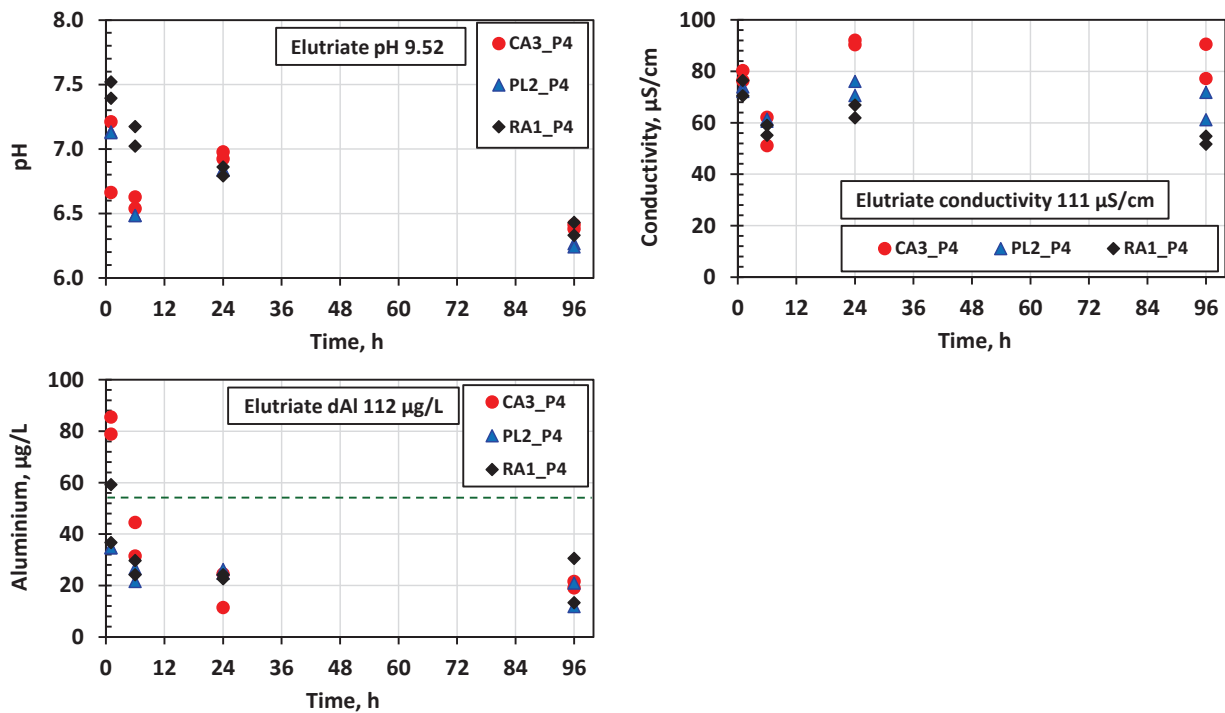 8.0
7.5
7.0
6.5
6.0
pH
Elutriate pH 9.52
CA3_P4
PL2_P4
RA1_P4
0 12 24 36 48 60 72 84 96
Time, h
100
80
60
40
20
0
Conductivity, µS/cm
Elutriate conductivity 111 µS/cm
CA3_P4 PL2_P4 RA1_P4
0 12 24 36 48 60 72 84 96
Time, h
100
80
60
40
20
0
Aluminium, µg/L
Elutriate dAl 112 µg/L
CA3_P4
PL2_P4
RA1_P4
0 12 24 36 48 60 72 84 96
Time, h